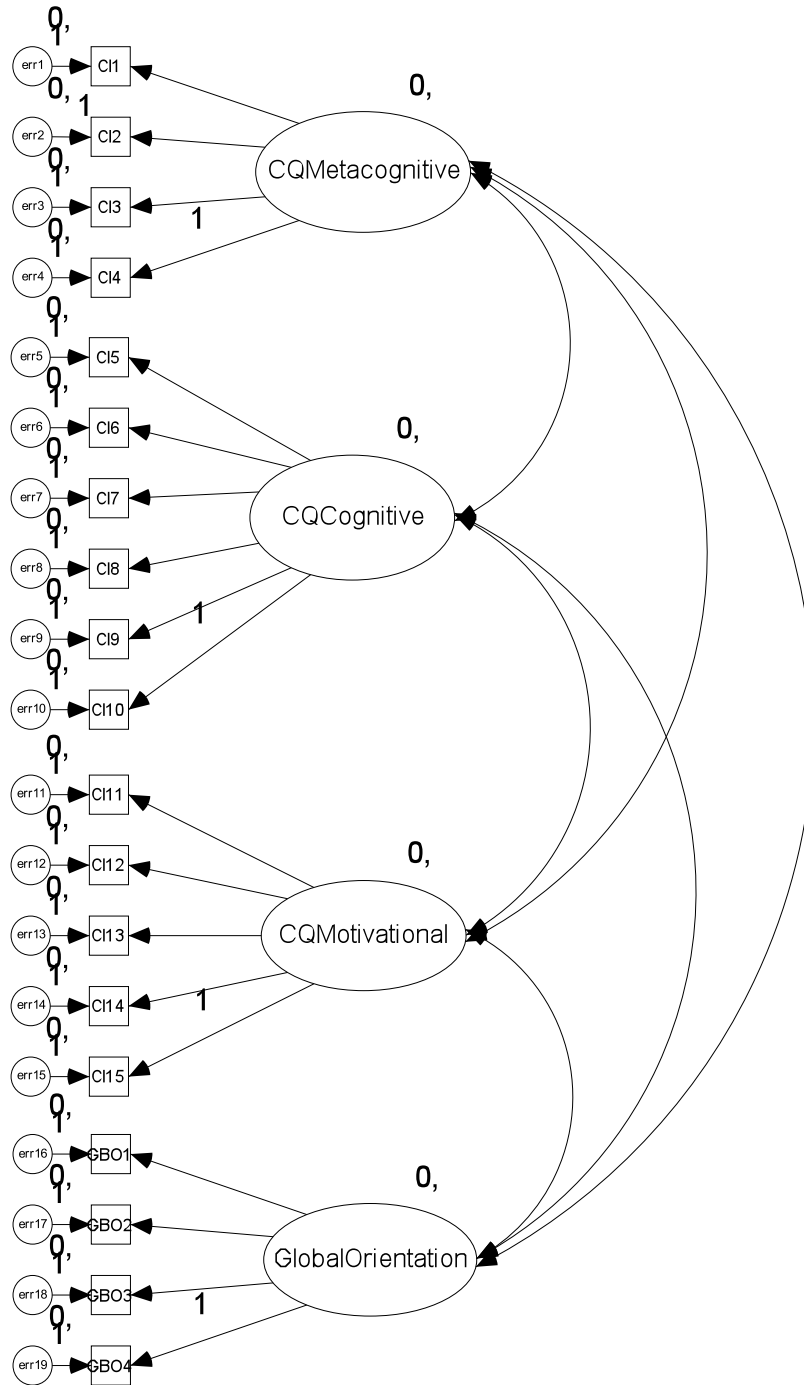 0,
1
err1
CI1
0,
0,
1
err2
CI2
CQMetacognitive
0,
1
err3
CI3
1
0,
1
err4
CI4
0,
1
err5
CI5
0,
1
err6
CI6
0,
0,
1
err7
CI7
CQCognitive
0,
1
err8
CI8
0,
1
err9
CI9
1
0,
1
err10
CI10
0,
1
err11
CI11
0,
1
err12
CI12
0,
0,
1
err13
CI13
CQMotivational
0,
1
err14
CI14
1
0,
1
err15
CI15
0,
1
err16
GBO1
0,
0,
1
err17
GBO2
0,
1
GlobalOrientation
err18
GBO3
1
0,
1
err19
GBO4